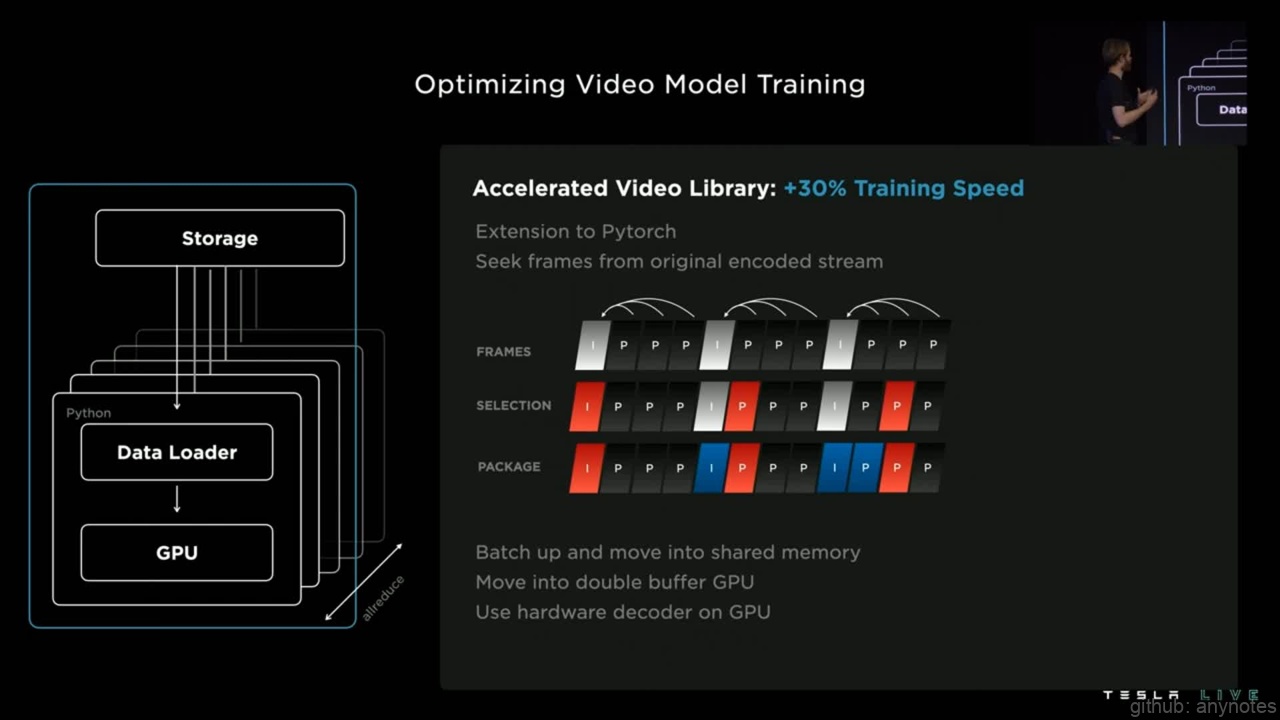 Optimizing Video Model Training
Python
Data
Storage
Python
Data Loader
GPU
allreduce
Accelerated Video Library: +30% Training Speed
Extension to Pytorch
Seek frames from original encoded stream
FRAMES I P P P I P P P I P P P
SELECTION I P P P I P P P I P P P
PACKAGE I P P P I P P P I P P P
Batch up and move into shared memory
Move into double buffer GPU
Use hardware decoder on GPU
TESLA LIVE
github: anynotes